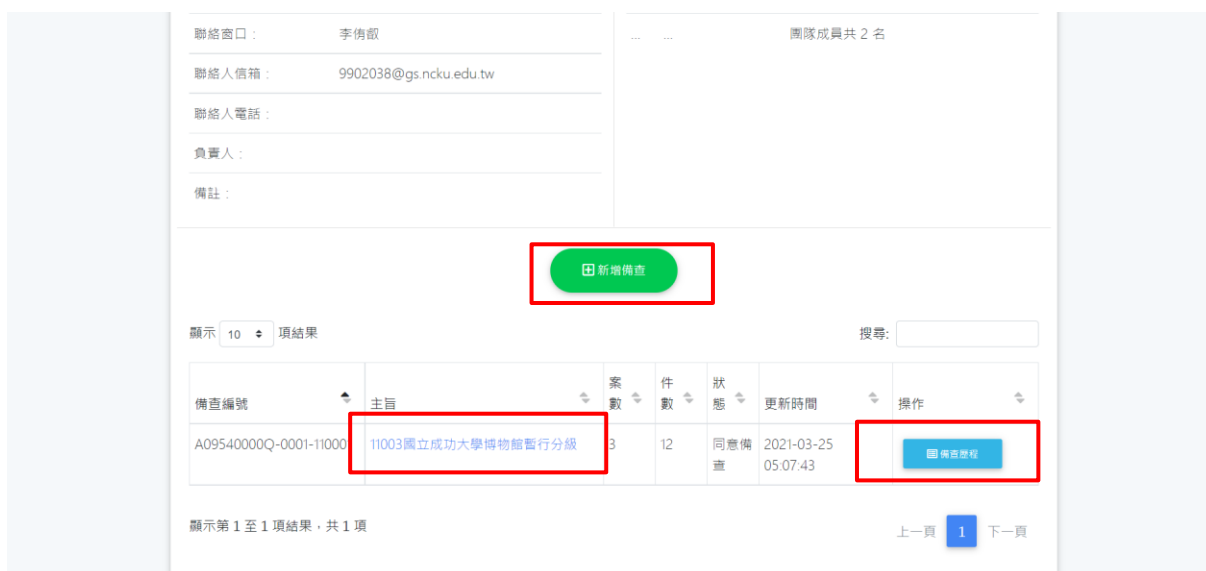 聯絡窗口： 李侑叡 ... ... 團隊成員共 2 名
聯絡人信箱： 9902038@gs.ncku.edu.tw
聯絡人電話：
負責人：
備註：
新增備查
顯示 10 項結果 搜尋:
備查編號 主旨 案數 件數 狀態 更新時間 操作
A09540000Q-0001-11000 11003國立成功大學博物館暫行分級 3 12 同意備查 2021-03-25 05:07:43 備查歷程
顯示第 1 至 1 項結果，共 1 項 上一頁 1 下一頁